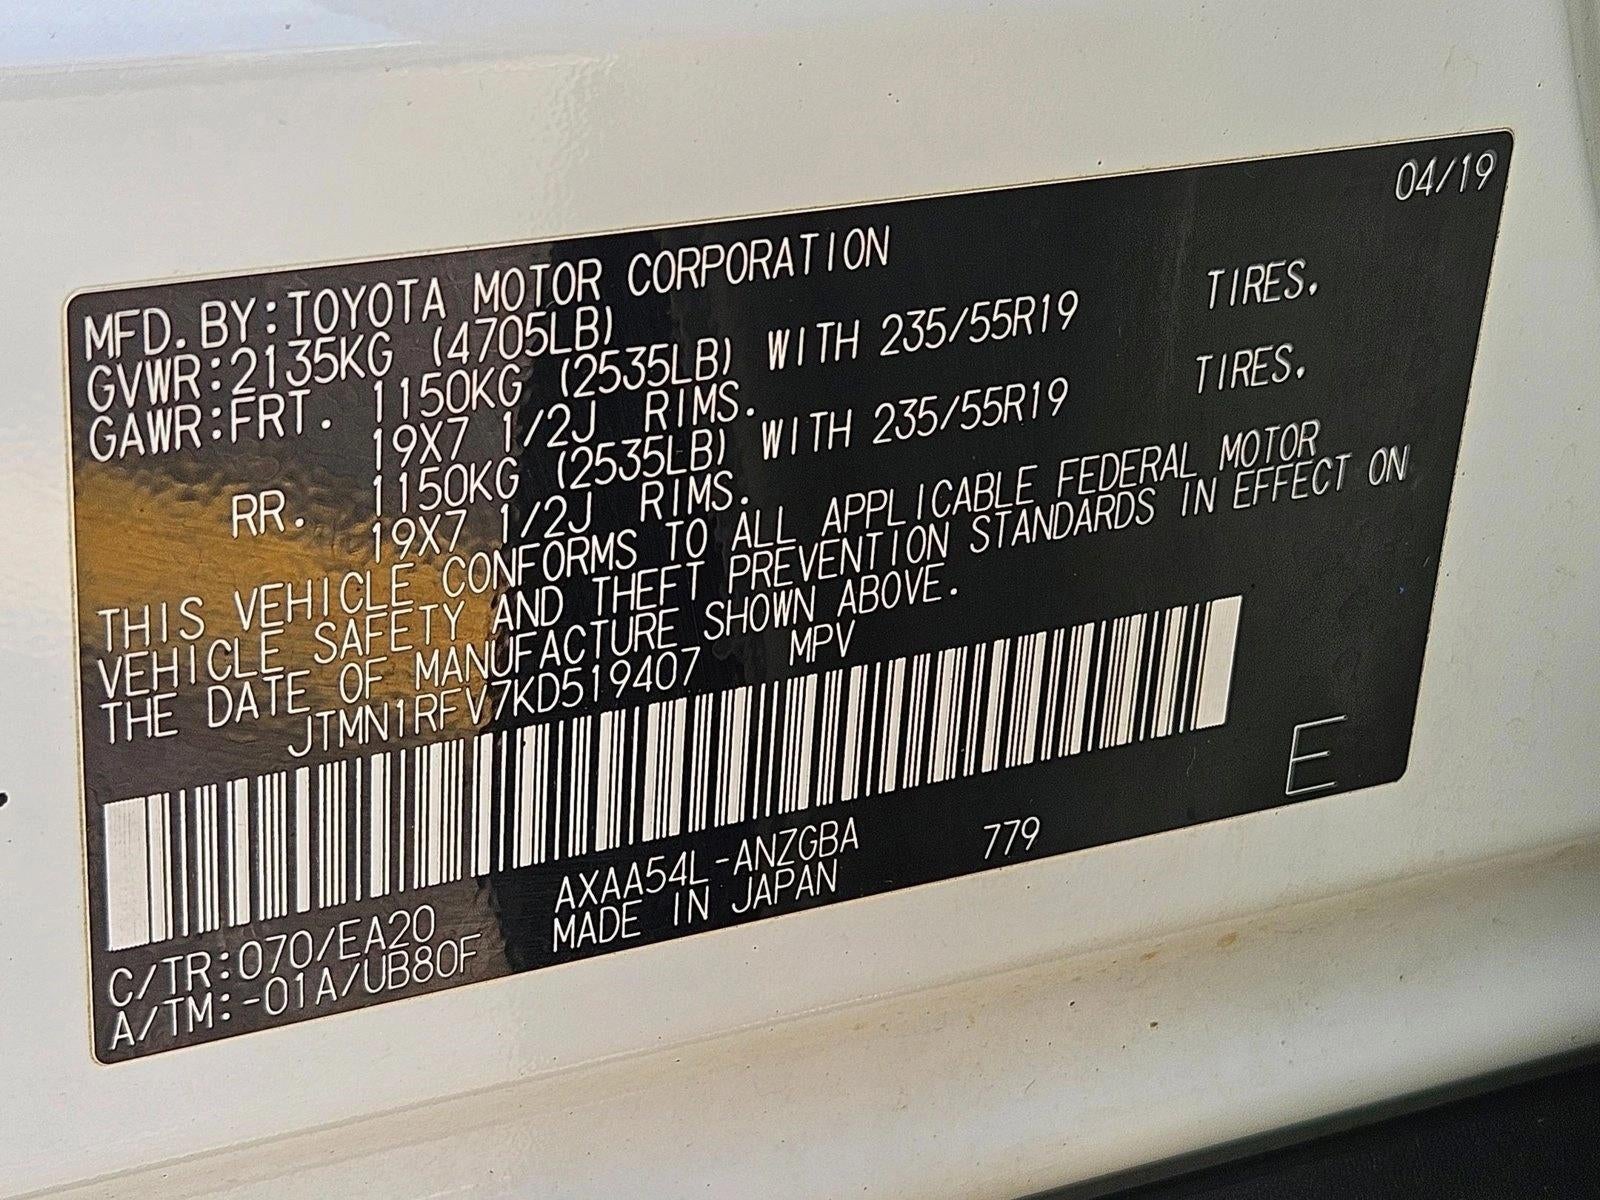 04/19
MFD. BY:TOYOTA MOTOR CORPORATION
GVWR:2135KG (4705LB)
GAWR:FRT. 1150KG (2535LB) WITH 235/55R19 TIRES.
19X7 1/2J RIMS.
RR. 1150KG (2535LB) WITH 235/55R19 TIRES.
19X7 1/2J RIMS.
THIS VEHICLE CONFORMS TO ALL APPLICABLE FEDERAL MOTOR
VEHICLE SAFETY AND THEFT PREVENTION STANDARDS IN EFFECT ON
THE DATE OF MANUFACTURE SHOWN ABOVE.
JTMN1RFV7KD519407 MPV
E
AXAA54L-ANZGBA 779
C/TR:070/EA20 MADE IN JAPAN
A/TM:-01A/UB80F